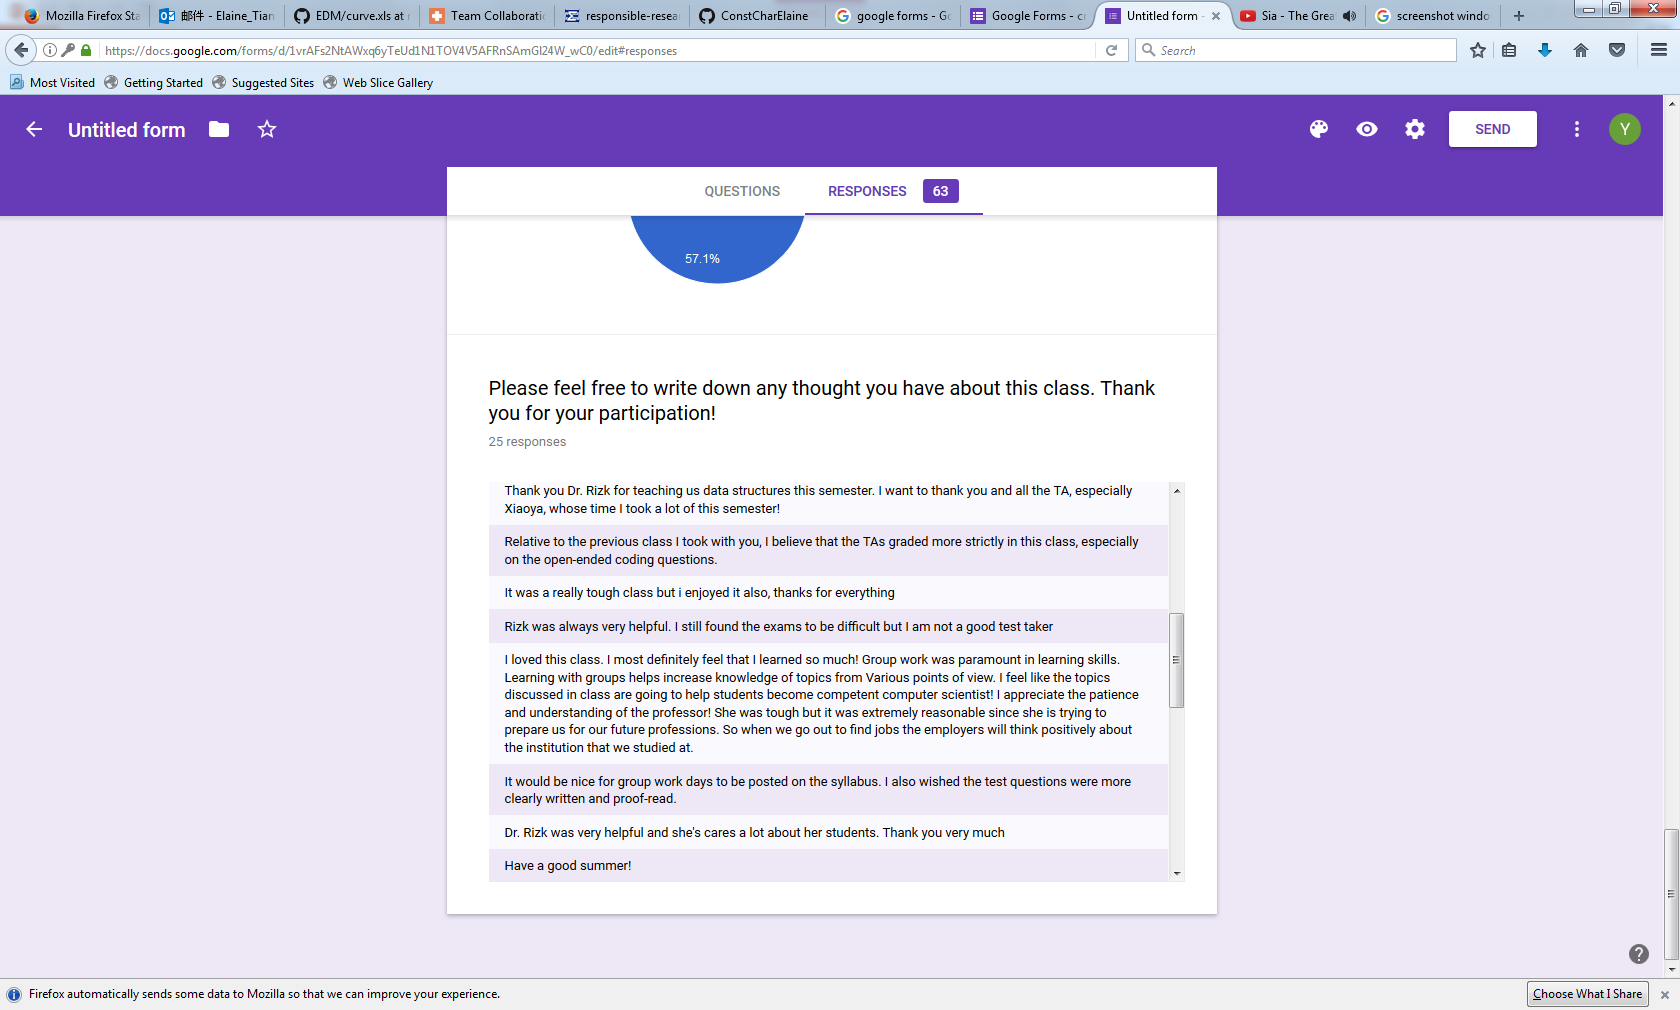 Mozilla Firefox Sta
邮件 - Elaine_Tian
EDM/curve.xls at
Team Collaboratio
responsible-resea
ConstCharElaine
google forms - Go
Google Forms - cr
Untitled form -
Sia - The Grea
screenshot windo
https://docs.google.com/forms/d/1vrAFs2NtAWxq6yTeUd1N1TOV4V5AFRnSAmGl24W_wC0/edit#responses
Search
Most Visited
Getting Started
Suggested Sites
Web Slice Gallery
Untitled form
SEND
Y
QUESTIONS
RESPONSES
63
57.1%
Please feel free to write down any thought you have about this class. Thank
you for your participation!
25 responses
Thank you Dr. Rizk for teaching us data structures this semester. I want to thank you and all the TA, especially
Xiaoya, whose time I took a lot of this semester!
Relative to the previous class I took with you, I believe that the TAs graded more strictly in this class, especially
on the open-ended coding questions.
It was a really tough class but i enjoyed it also, thanks for everything
Rizk was always very helpful. I still found the exams to be difficult but I am not a good test taker
I loved this class. I most definitely feel that I learned so much! Group work was paramount in learning skills.
Learning with groups helps increase knowledge of topics from Various points of view. I feel like the topics
discussed in class are going to help students become competent computer scientist! I appreciate the patience
and understanding of the professor! She was tough but it was extremely reasonable since she is trying to
prepare us for our future professions. So when we go out to find jobs the employers will think positively about
the institution that we studied at.
It would be nice for group work days to be posted on the syllabus. I also wished the test questions were more
clearly written and proof-read.
Dr. Rizk was very helpful and she's cares a lot about her students. Thank you very much
Have a good summer!
Firefox automatically sends some data to Mozilla so that we can improve your experience.
Choose What I Share